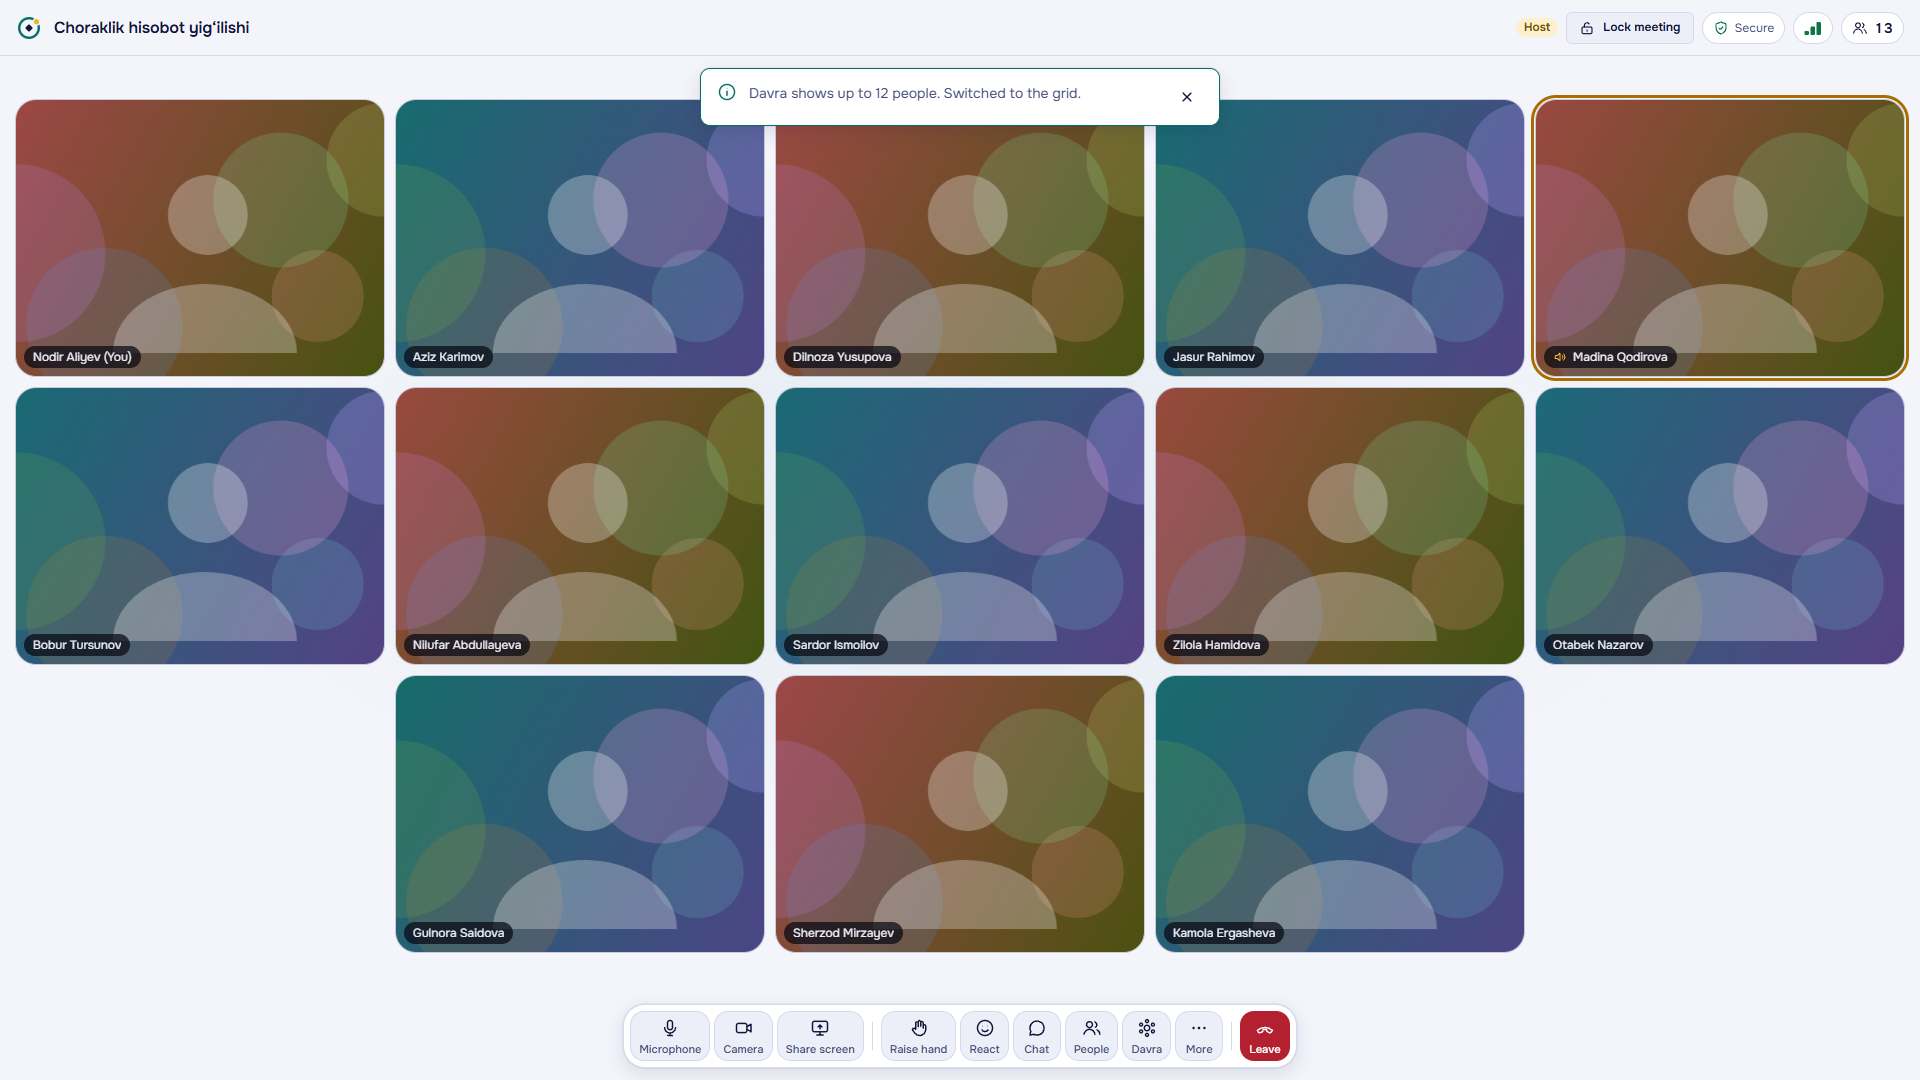 Choraklik hisobot yigʻilishi
Host
Lock meeting
Secure
13
Davra shows up to 12 people. Switched to the grid.
Nodir Aliyev (You)
Aziz Karimov
Dilnoza Yusupova
Jasur Rahimov
Madina Qodirova
Bobur Tursunov
Nilufar Abdullayeva
Sardor Ismoilov
Zilola Hamidova
Otabek Nazarov
Gulnora Saidova
Sherzod Mirzayev
Kamola Ergasheva
Microphone
Camera
Share screen
Raise hand
React
Chat
People
Davra
More
Leave